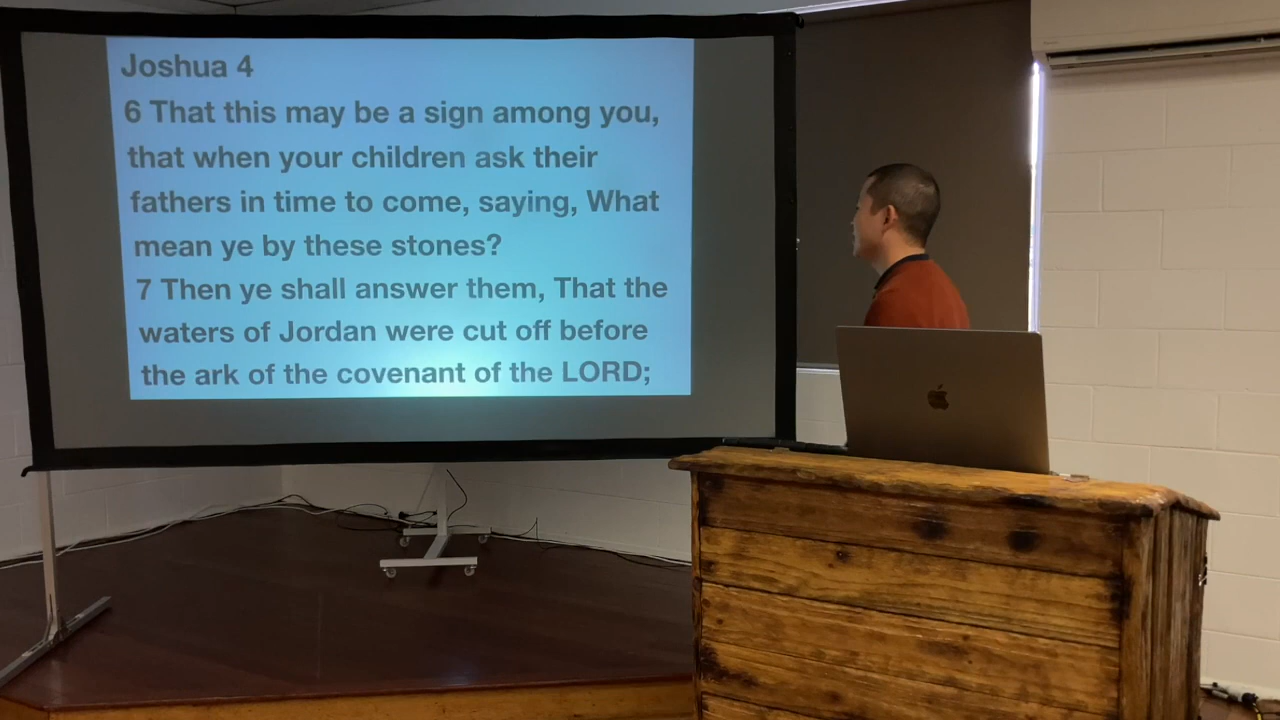 Joshua 4
6 That this may be a sign among you,
that when your children ask their
fathers in time to come, saying, What
mean ye by these stones?
7 Then ye shall answer them, That the
waters of Jordan were cut off before
the ark of the covenant of the LORD;